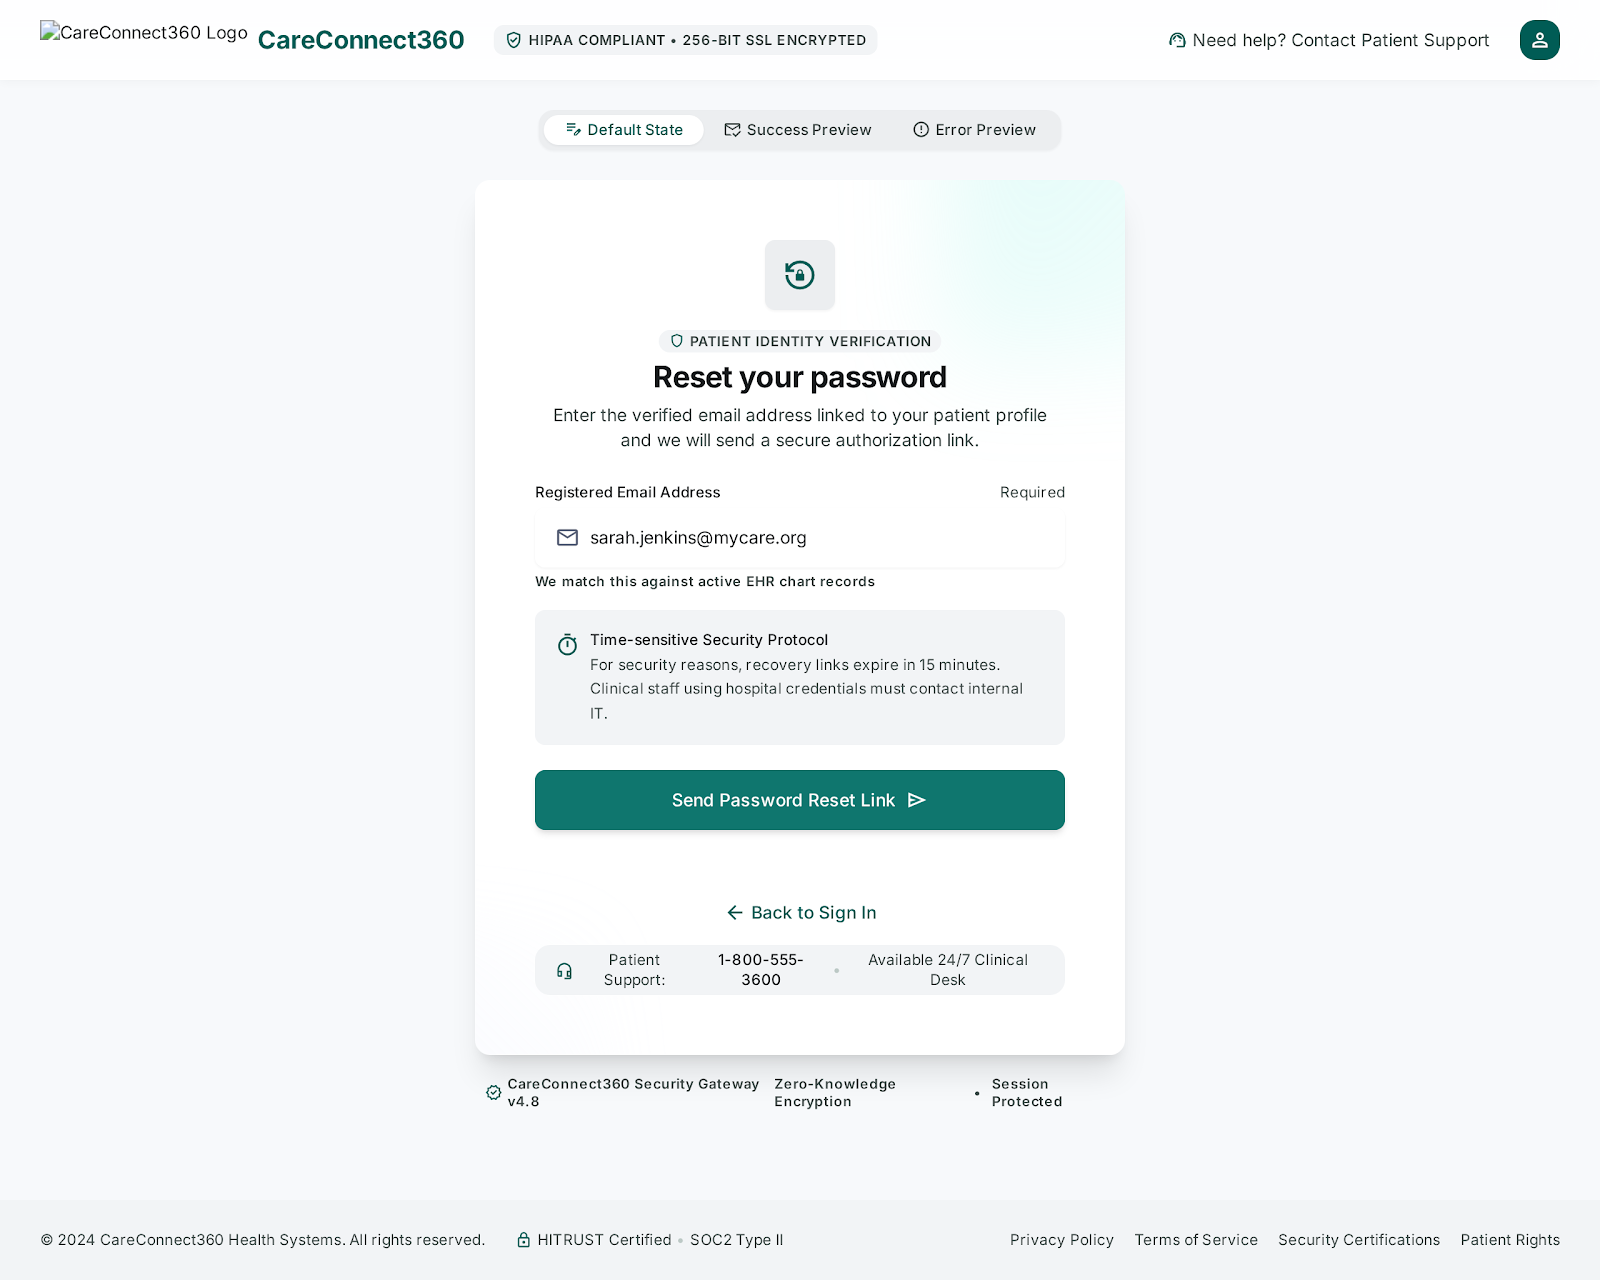 CareConnect360 Logo CareConnect360 HIPAA COMPLIANT • 256-BIT SSL ENCRYPTED Need help? Contact Patient Support
Default State Success Preview Error Preview
PATIENT IDENTITY VERIFICATION
Reset your password
Enter the verified email address linked to your patient profile
and we will send a secure authorization link.
Registered Email Address Required
sarah.jenkins@mycare.org
We match this against active EHR chart records
Time-sensitive Security Protocol
For security reasons, recovery links expire in 15 minutes.
Clinical staff using hospital credentials must contact internal
IT.
Send Password Reset Link
Back to Sign In
Patient
Support:
1-800-555-
3600
•
Available 24/7 Clinical
Desk
CareConnect360 Security Gateway
v4.8
Zero-Knowledge
Encryption
•
Session
Protected
© 2024 CareConnect360 Health Systems. All rights reserved. HITRUST Certified • SOC2 Type II Privacy Policy Terms of Service Security Certifications Patient Rights